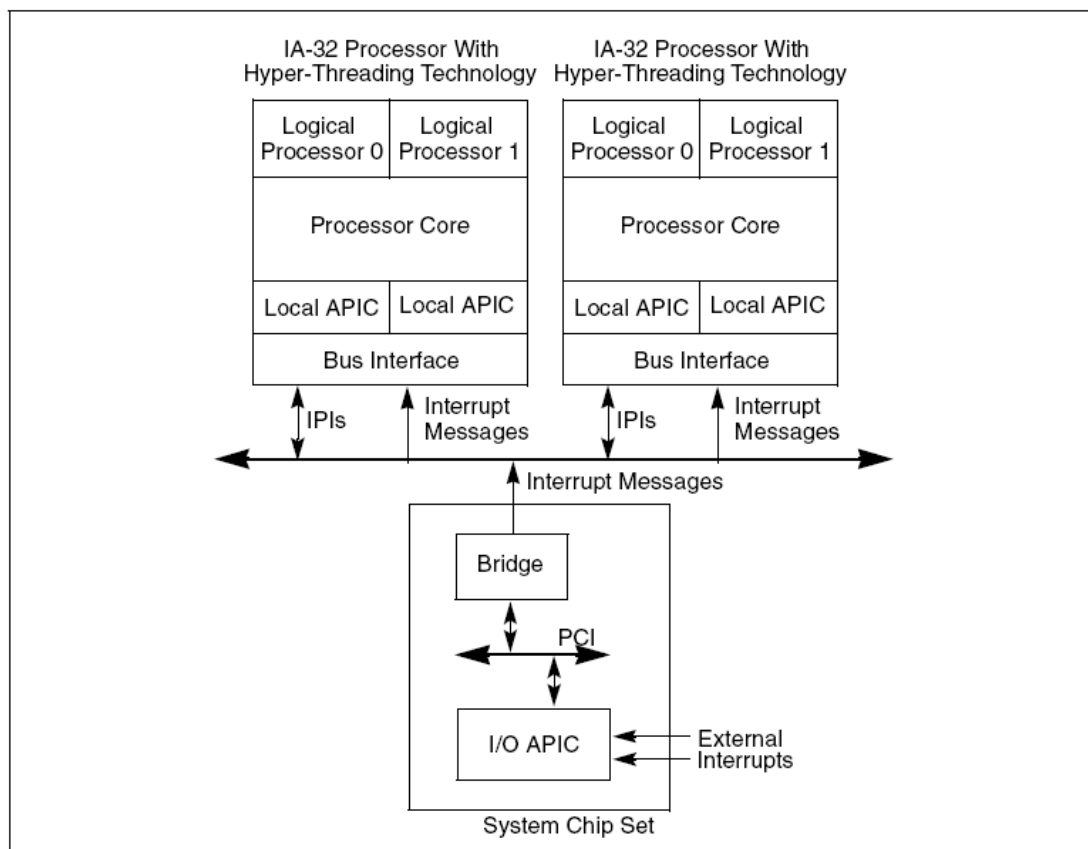 IA-32 Processor With
Hyper-Threading Technology
IA-32 Processor With
Hyper-Threading Technology
Logical
Processor 0
Logical
Processor 1
Logical
Processor 0
Logical
Processor 1
Processor Core
Processor Core
Local APIC
Local APIC
Local APIC
Local APIC
Bus Interface
Bus Interface
IPIs
Interrupt
Messages
IPIs
Interrupt
Messages
Interrupt Messages
Bridge
PCI
I/O APIC
External
Interrupts
System Chip Set